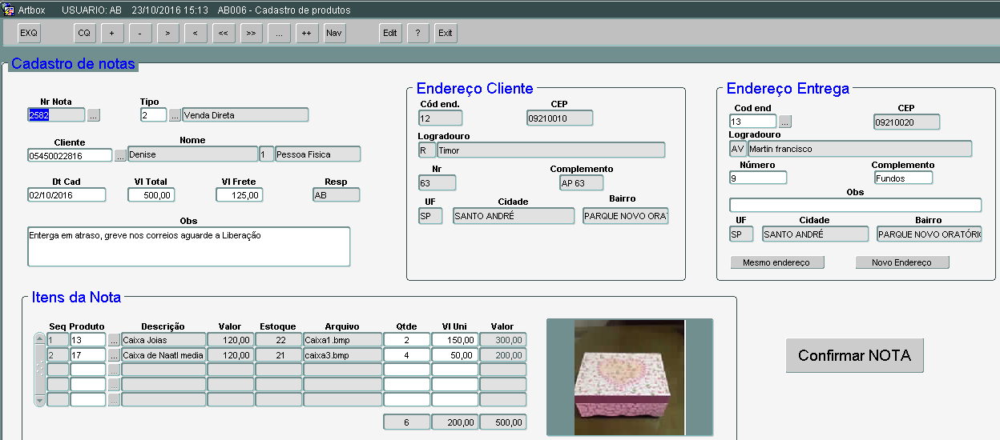 Artbox USUARIO: AB 23/10/2016 15:13 AB006 - Cadastro de produtos
EXQ CQ + - > < << >> ... ++ Nav Edit ? Exit
Cadastro de notas
Nr Nota Tipo
2582 ... 2 ... Venda Direta
Cliente Nome
05450022816 ... Denise 1 Pessoa Fisica
Dt Cad Vl Total Vl Frete Resp
02/10/2016 500,00 125,00 AB
Obs
Enterga em atraso, greve nos correios aguarde a Liberação
Endereço Cliente
Cód end. CEP
12 09210010
Logradouro
R Timor
Nr Complemento
63 AP 63
UF Cidade Bairro
SP SANTO ANDRÉ PARQUE NOVO ORA
Endereço Entrega
Cod end CEP
13 ... 09210020
Logradouro
AV Martin francisco
Número Complemento
9 Fundos
Obs
UF Cidade Bairro
SP SANTO ANDRÉ PARQUE NOVO ORATÓRI
Mesmo endereço Novo Endereço
Itens da Nota
Seq Produto Descrição Valor Estoque Arquivo Qtde Vl Uni Valor
1 13 ... Caixa Joias 120,00 22 Caixa1.bmp 2 150,00 300,00
2 17 ... Caixa de Naatl media 120,00 21 caixa3.bmp 4 50,00 200,00
...
...
...
6 200,00 500,00
Confirmar NOTA